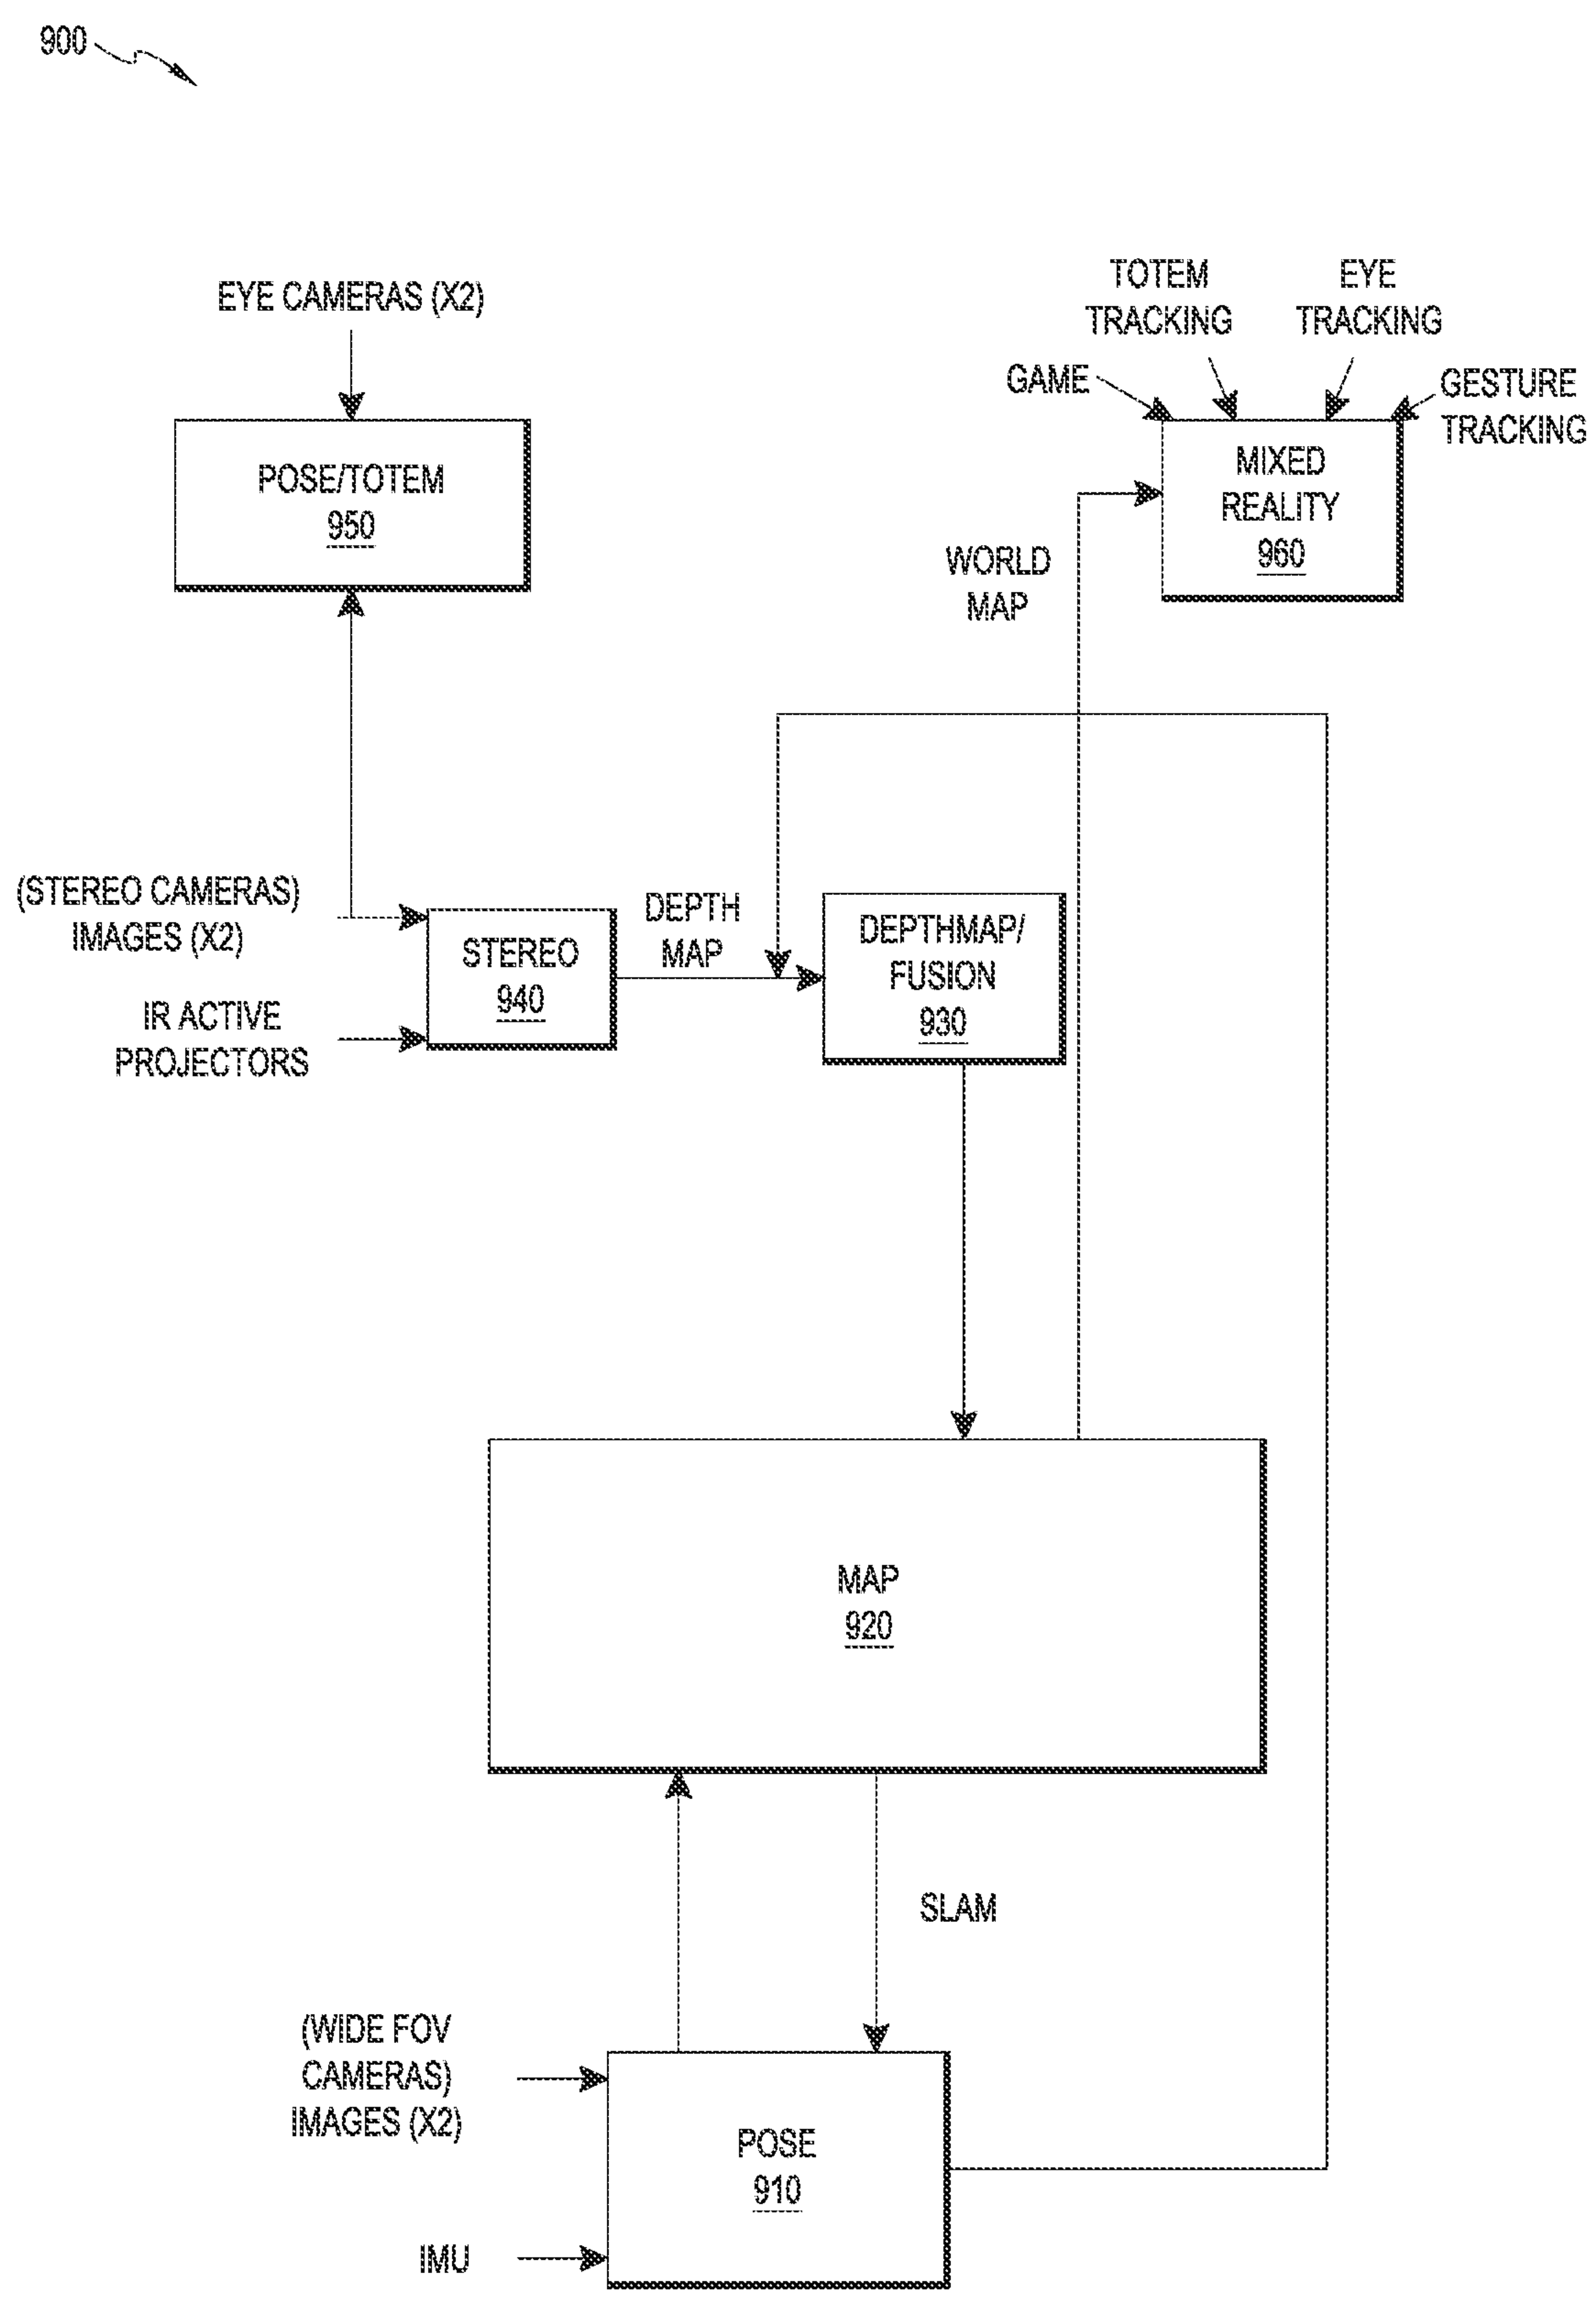 900
EYE CAMERAS (X2)
POSE/TOTEM
950
TOTEM
TRACKING
EYE
TRACKING
GAME
GESTURE
TRACKING
MIXED
REALITY
960
WORLD
MAP
(STEREO CAMERAS)
IMAGES (X2)
IR ACTIVE
PROJECTORS
STEREO
940
DEPTH
MAP
DEPTHMAP/
FUSION
930
MAP
920
SLAM
(WIDE FOV
CAMERAS)
IMAGES (X2)
POSE
910
IMU